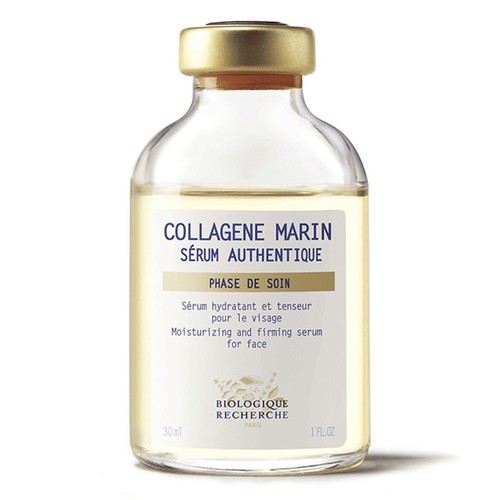 COLLAGENE MARIN
SÉRUM AUTHENTIQUE
PHASE DE SOIN
Sérum hydratant et tenseur
pour le visage
Moisturizing and firming serum
for face
BIOLOGIQUE
RECHERCHE
PARIS
30 ml 1 FL.OZ